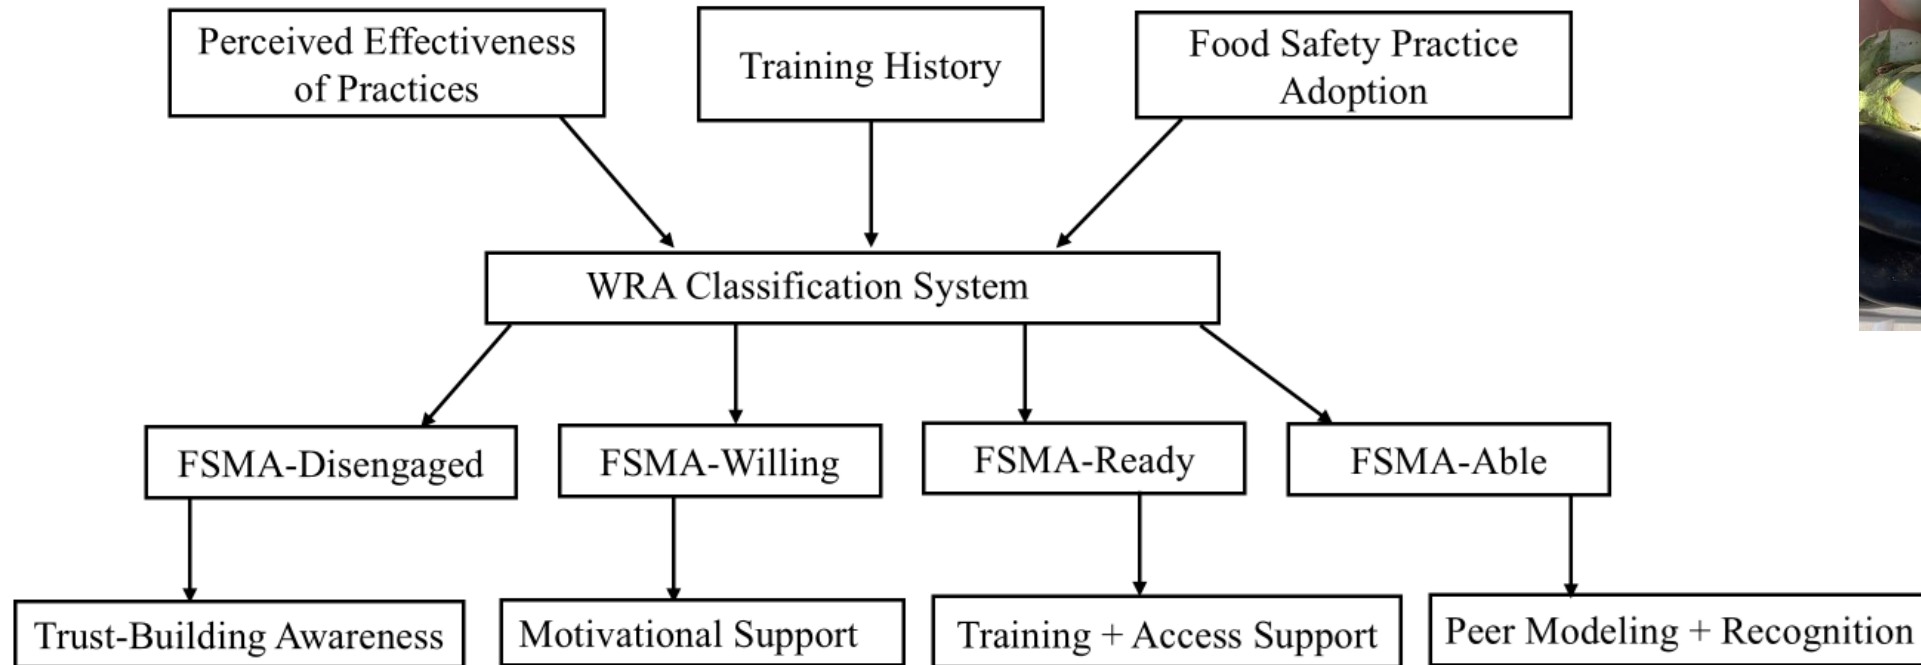 Perceived Effectiveness
of Practices
Training History
Food Safety Practice
Adoption
WRA Classification System
FSMA-Disengaged
FSMA-Willing
FSMA-Ready
FSMA-Able
Trust-Building Awareness
Motivational Support
Training + Access Support
Peer Modeling + Recognition